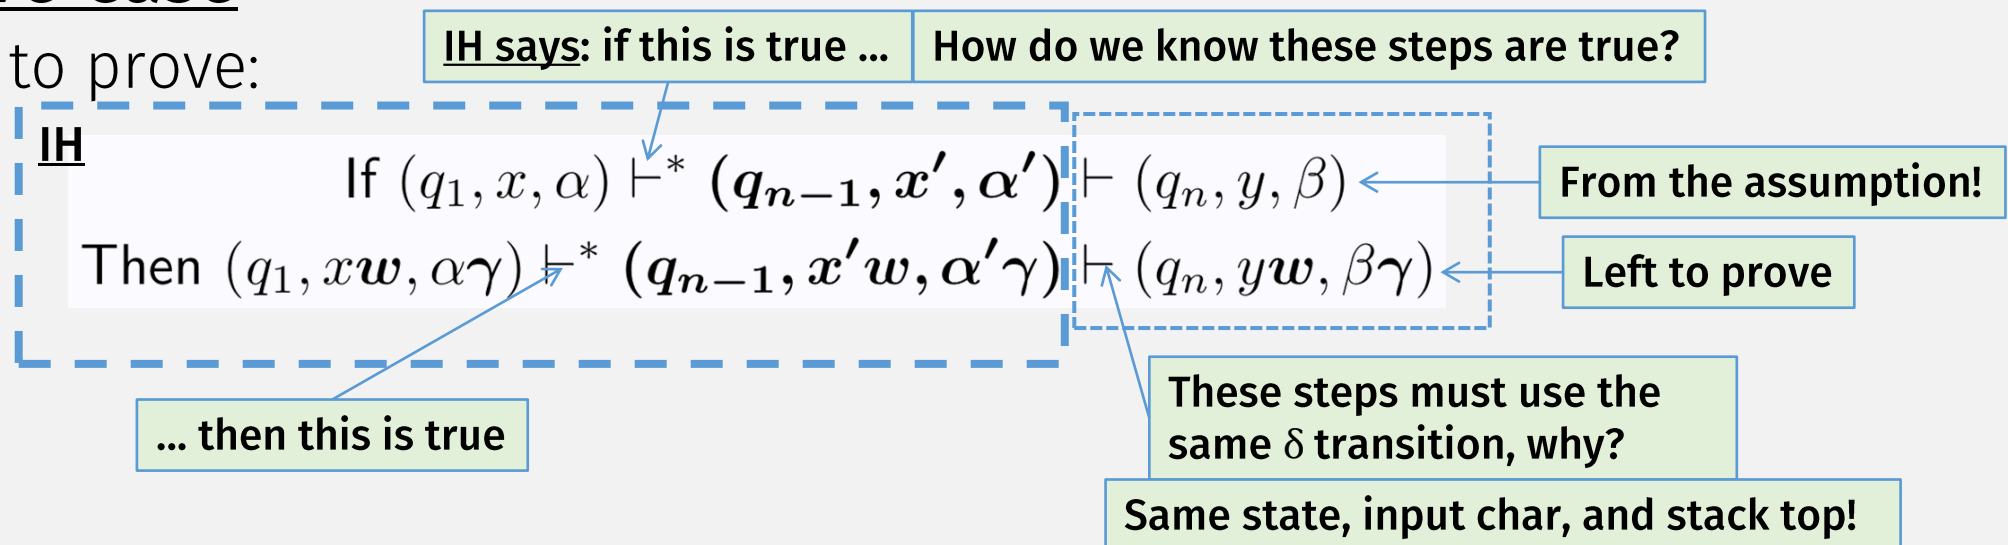 to prove:
IH says: if this is true ...
How do we know these steps are true?
IH
If (q₁, x, α) ⊢* (qₙ₋₁, x′, α′) ⊢ (qₙ, y, β)
From the assumption!
Then (q₁, xw, αγ) ⊢* (qₙ₋₁, x′w, α′γ) ⊢ (qₙ, yw, βγ)
Left to prove
... then this is true
These steps must use the
same δ transition, why?
Same state, input char, and stack top!